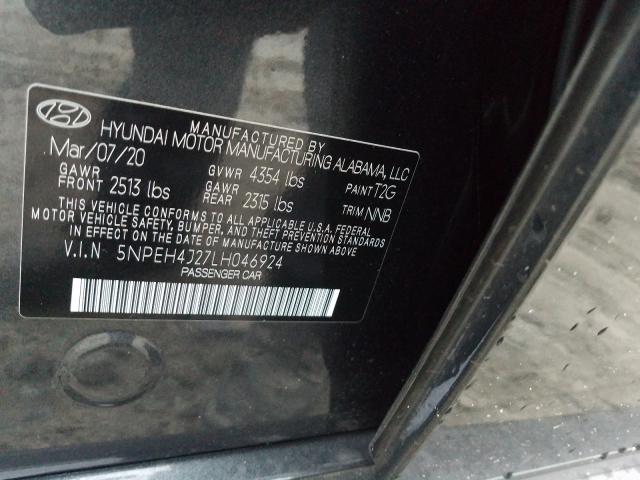 MANUFACTURED BY
HYUNDAI MOTOR MANUFACTURING ALABAMA, LLC
Mar/07/20 GVWR 4354 lbs PAINT T2G
GAWR FRONT 2513 lbs GAWR REAR 2315 lbs TRIM NNB
THIS VEHICLE CONFORMS TO ALL APPLICABLE U.S.A. FEDERAL
MOTOR VEHICLE SAFETY, BUMPER, AND THEFT PREVENTION STANDARDS
IN EFFECT ON THE DATE OF MANUFACTURE SHOWN ABOVE
V.I.N 5NPEH4J27LH046924
PASSENGER CAR